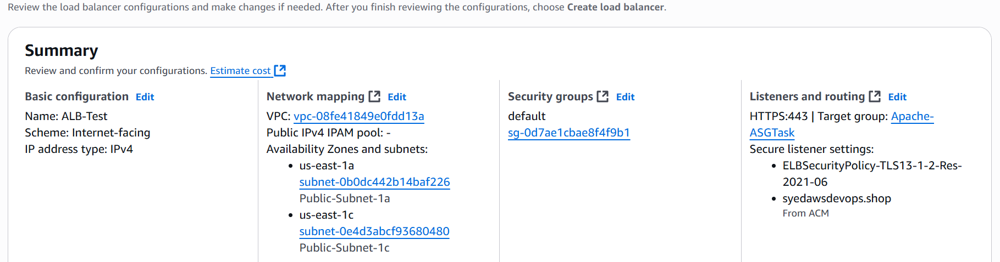 Review the load balancer configurations and make changes if needed. After you finish reviewing the configurations, choose Create load balancer.
Summary
Review and confirm your configurations. Estimate cost
Basic configuration Edit
Name: ALB-Test
Scheme: Internet-facing
IP address type: IPv4
Network mapping Edit
VPC: vpc-08fe41849e0fdd13a
Public IPv4 IPAM pool: -
Availability Zones and subnets:
• us-east-1a
subnet-0b0dc442b14baf226
Public-Subnet-1a
• us-east-1c
subnet-0e4d3abcf93680480
Public-Subnet-1c
Security groups Edit
default
sg-0d7ae1cbae8f4f9b1
Listeners and routing Edit
HTTPS:443 | Target group: Apache-
ASGTask
Secure listener settings:
• ELBSecurityPolicy-TLS13-1-2-Res-
2021-06
• syedawsdevops.shop
From ACM